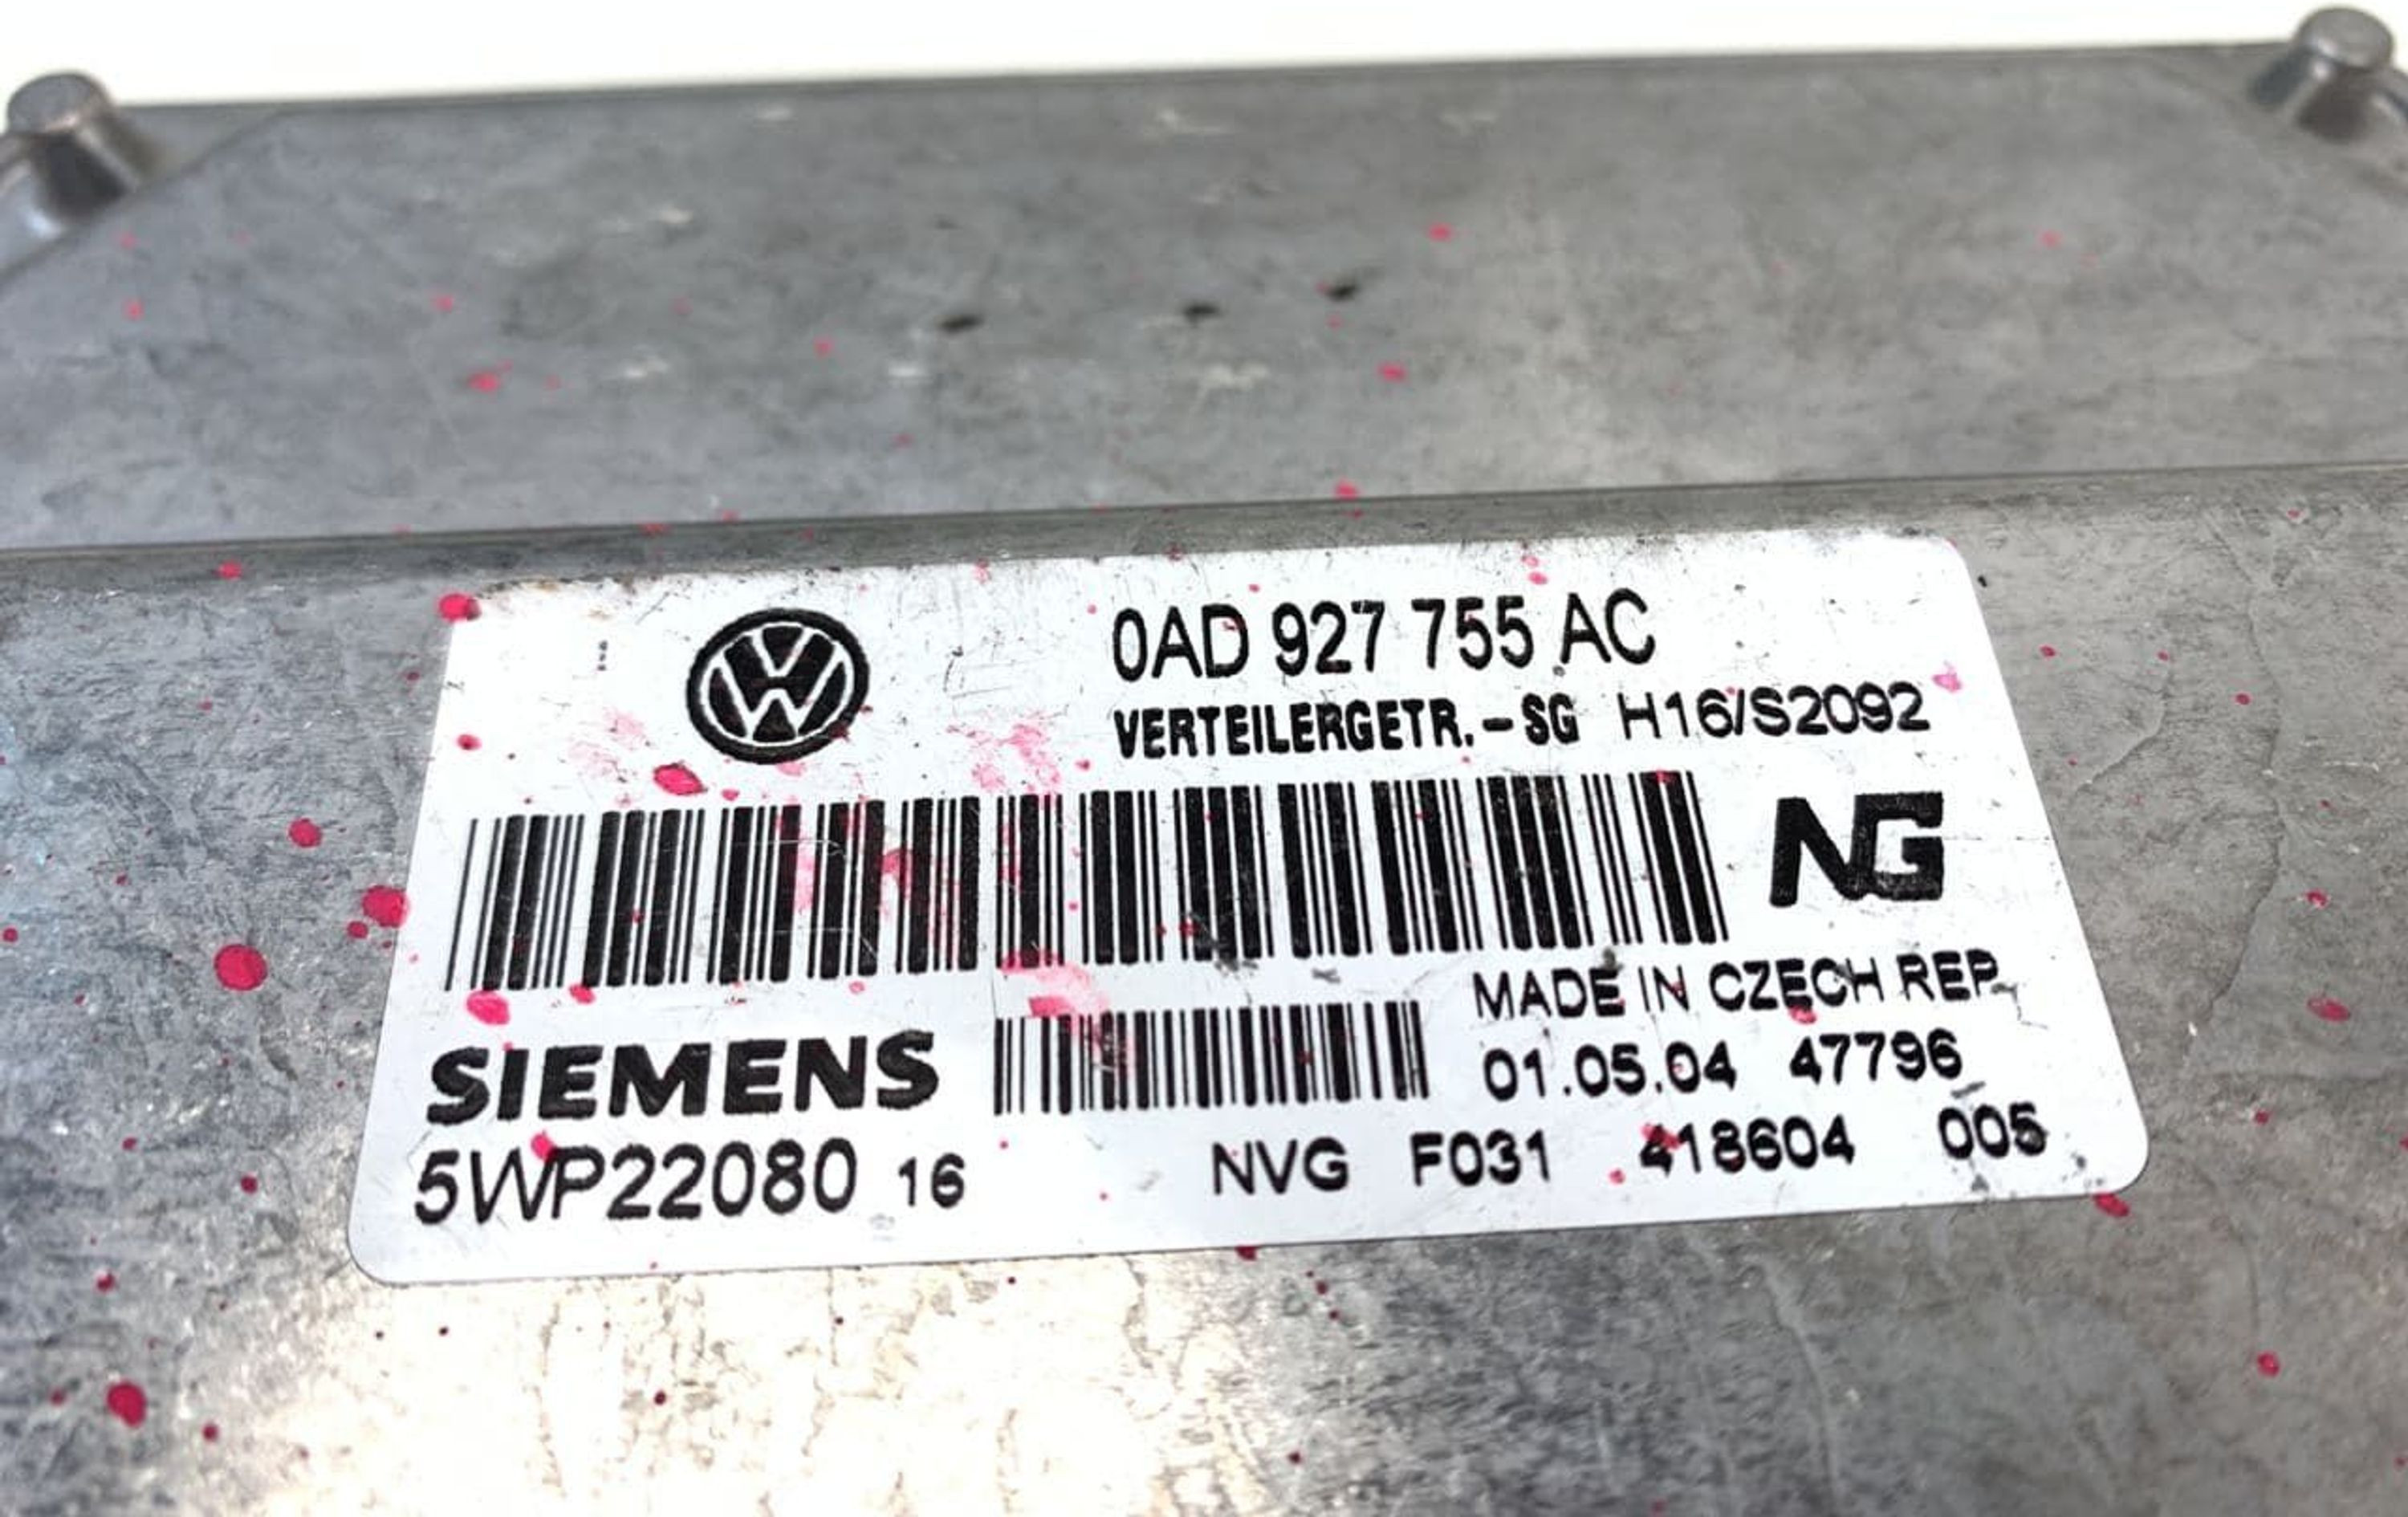 0AD 927 755 AC
VERTEILERGETR.-SG H16/S2092
NG
MADE IN CZECH REP.
SIEMENS
01.05.04 47796
5WP22080 16
NVG F031 418604 005